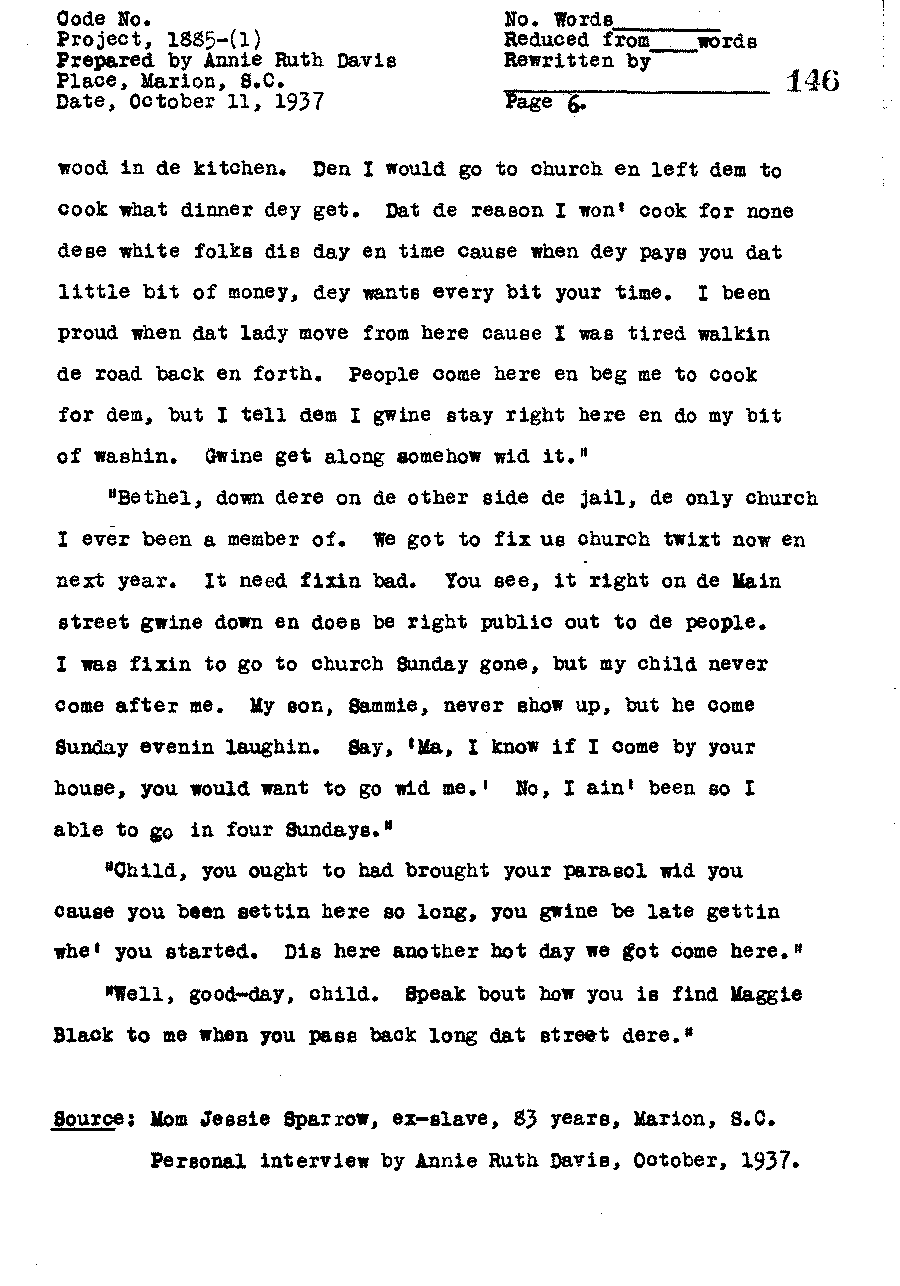 Code No.
Project, 1885-(1)
Prepared by Annie Ruth Davis
Place, Marion, S.C.
Date, October 11, 1937
No. Words
Reduced from words
Rewritten by
146
Page 6.
wood in de kitchen. Den I would go to church en left dem to
cook what dinner dey get. Dat de reason I won' cook for none
dese white folks dis day en time cause when dey pays you dat
little bit of money, dey wants every bit your time. I been
proud when dat lady move from here cause I was tired walkin
de road back en forth. People come here en beg me to cook
for dem, but I tell dem I gwine stay right here en do my bit
of washin. Gwine get along somehow wid it."
"Bethel, down dere on de other side de jail, de only church
I ever been a member of. We got to fix us church twixt now en
next year. It need fixin bad. You see, it right on de Main
street gwine down en does be right public out to de people.
I was fixin to go to church Sunday gone, but my child never
come after me. My son, Sammie, never show up, but he come
Sunday evenin laughin. Say, 'Ma, I know if I come by your
house, you would want to go wid me.' No, I ain' been so I
able to go in four Sundays."
"Child, you ought to had brought your parasol wid you
cause you been settin here so long, you gwine be late gettin
whe' you started. Dis here another hot day we got come here."
"Well, good-day, child. Speak bout how you is find Maggie
Black to me when you pass back long dat street dere."
Source: Mom Jessie Sparrow, ex-slave, 83 years, Marion, S.C.
Personal interview by Annie Ruth Davis, October, 1937.